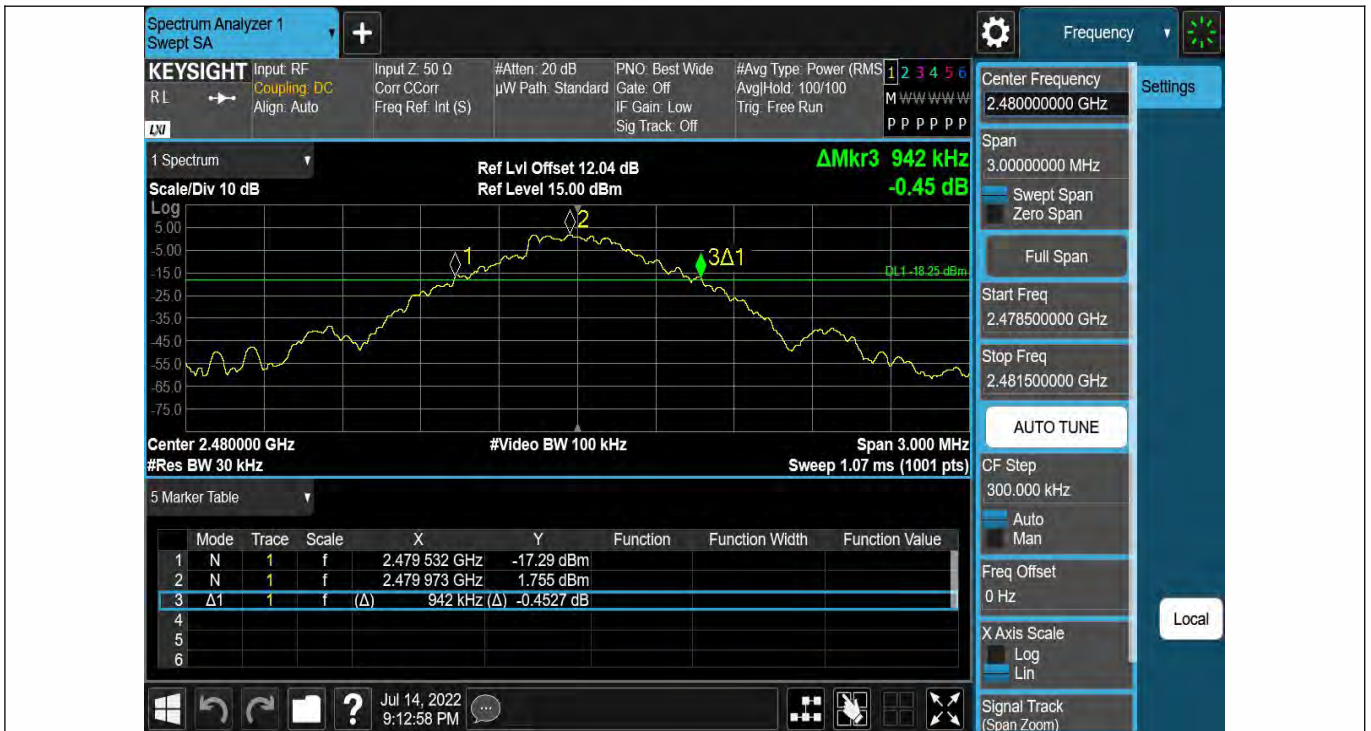 Spectrum Analyzer 1
Swept SA
+
Frequency
KEYSIGHT
RL
LXI
Input: RF
Coupling: DC
Align: Auto
Input Z: 50 Ω
Corr CCorr
Freq Ref: Int (S)
#Atten: 20 dB
µW Path: Standard
PNO: Best Wide
Gate: Off
IF Gain: Low
Sig Track: Off
#Avg Type: Power (RMS
Avg|Hold: 100/100
Trig: Free Run
1 2 3 4 5 6
M W W W W W
P P P P P P
1 Spectrum
Scale/Div 10 dB
Ref Lvl Offset 12.04 dB
Ref Level 15.00 dBm
ΔMkr3 942 kHz
-0.45 dB
Log
5.00
-5.00
-15.0
-25.0
-35.0
-45.0
-55.0
-65.0
-75.0
1
2
3Δ1
DL1 -18.25 dBm
Center 2.480000 GHz
#Video BW 100 kHz
Span 3.000 MHz
#Res BW 30 kHz
Sweep 1.07 ms (1001 pts)
5 Marker Table
Mode Trace Scale X Y Function Function Width Function Value
1 N 1 f 2.479 532 GHz -17.29 dBm
2 N 1 f 2.479 973 GHz 1.755 dBm
3 Δ1 1 f (Δ) 942 kHz (Δ) -0.4527 dB
4
5
6
?
Jul 14, 2022
9:12:58 PM
Center Frequency
2.480000000 GHz
Settings
Span
3.00000000 MHz
Swept Span
Zero Span
Full Span
Start Freq
2.478500000 GHz
Stop Freq
2.481500000 GHz
AUTO TUNE
CF Step
300.000 kHz
Auto
Man
Freq Offset
0 Hz
Local
X Axis Scale
Log
Lin
Signal Track
(Span Zoom)